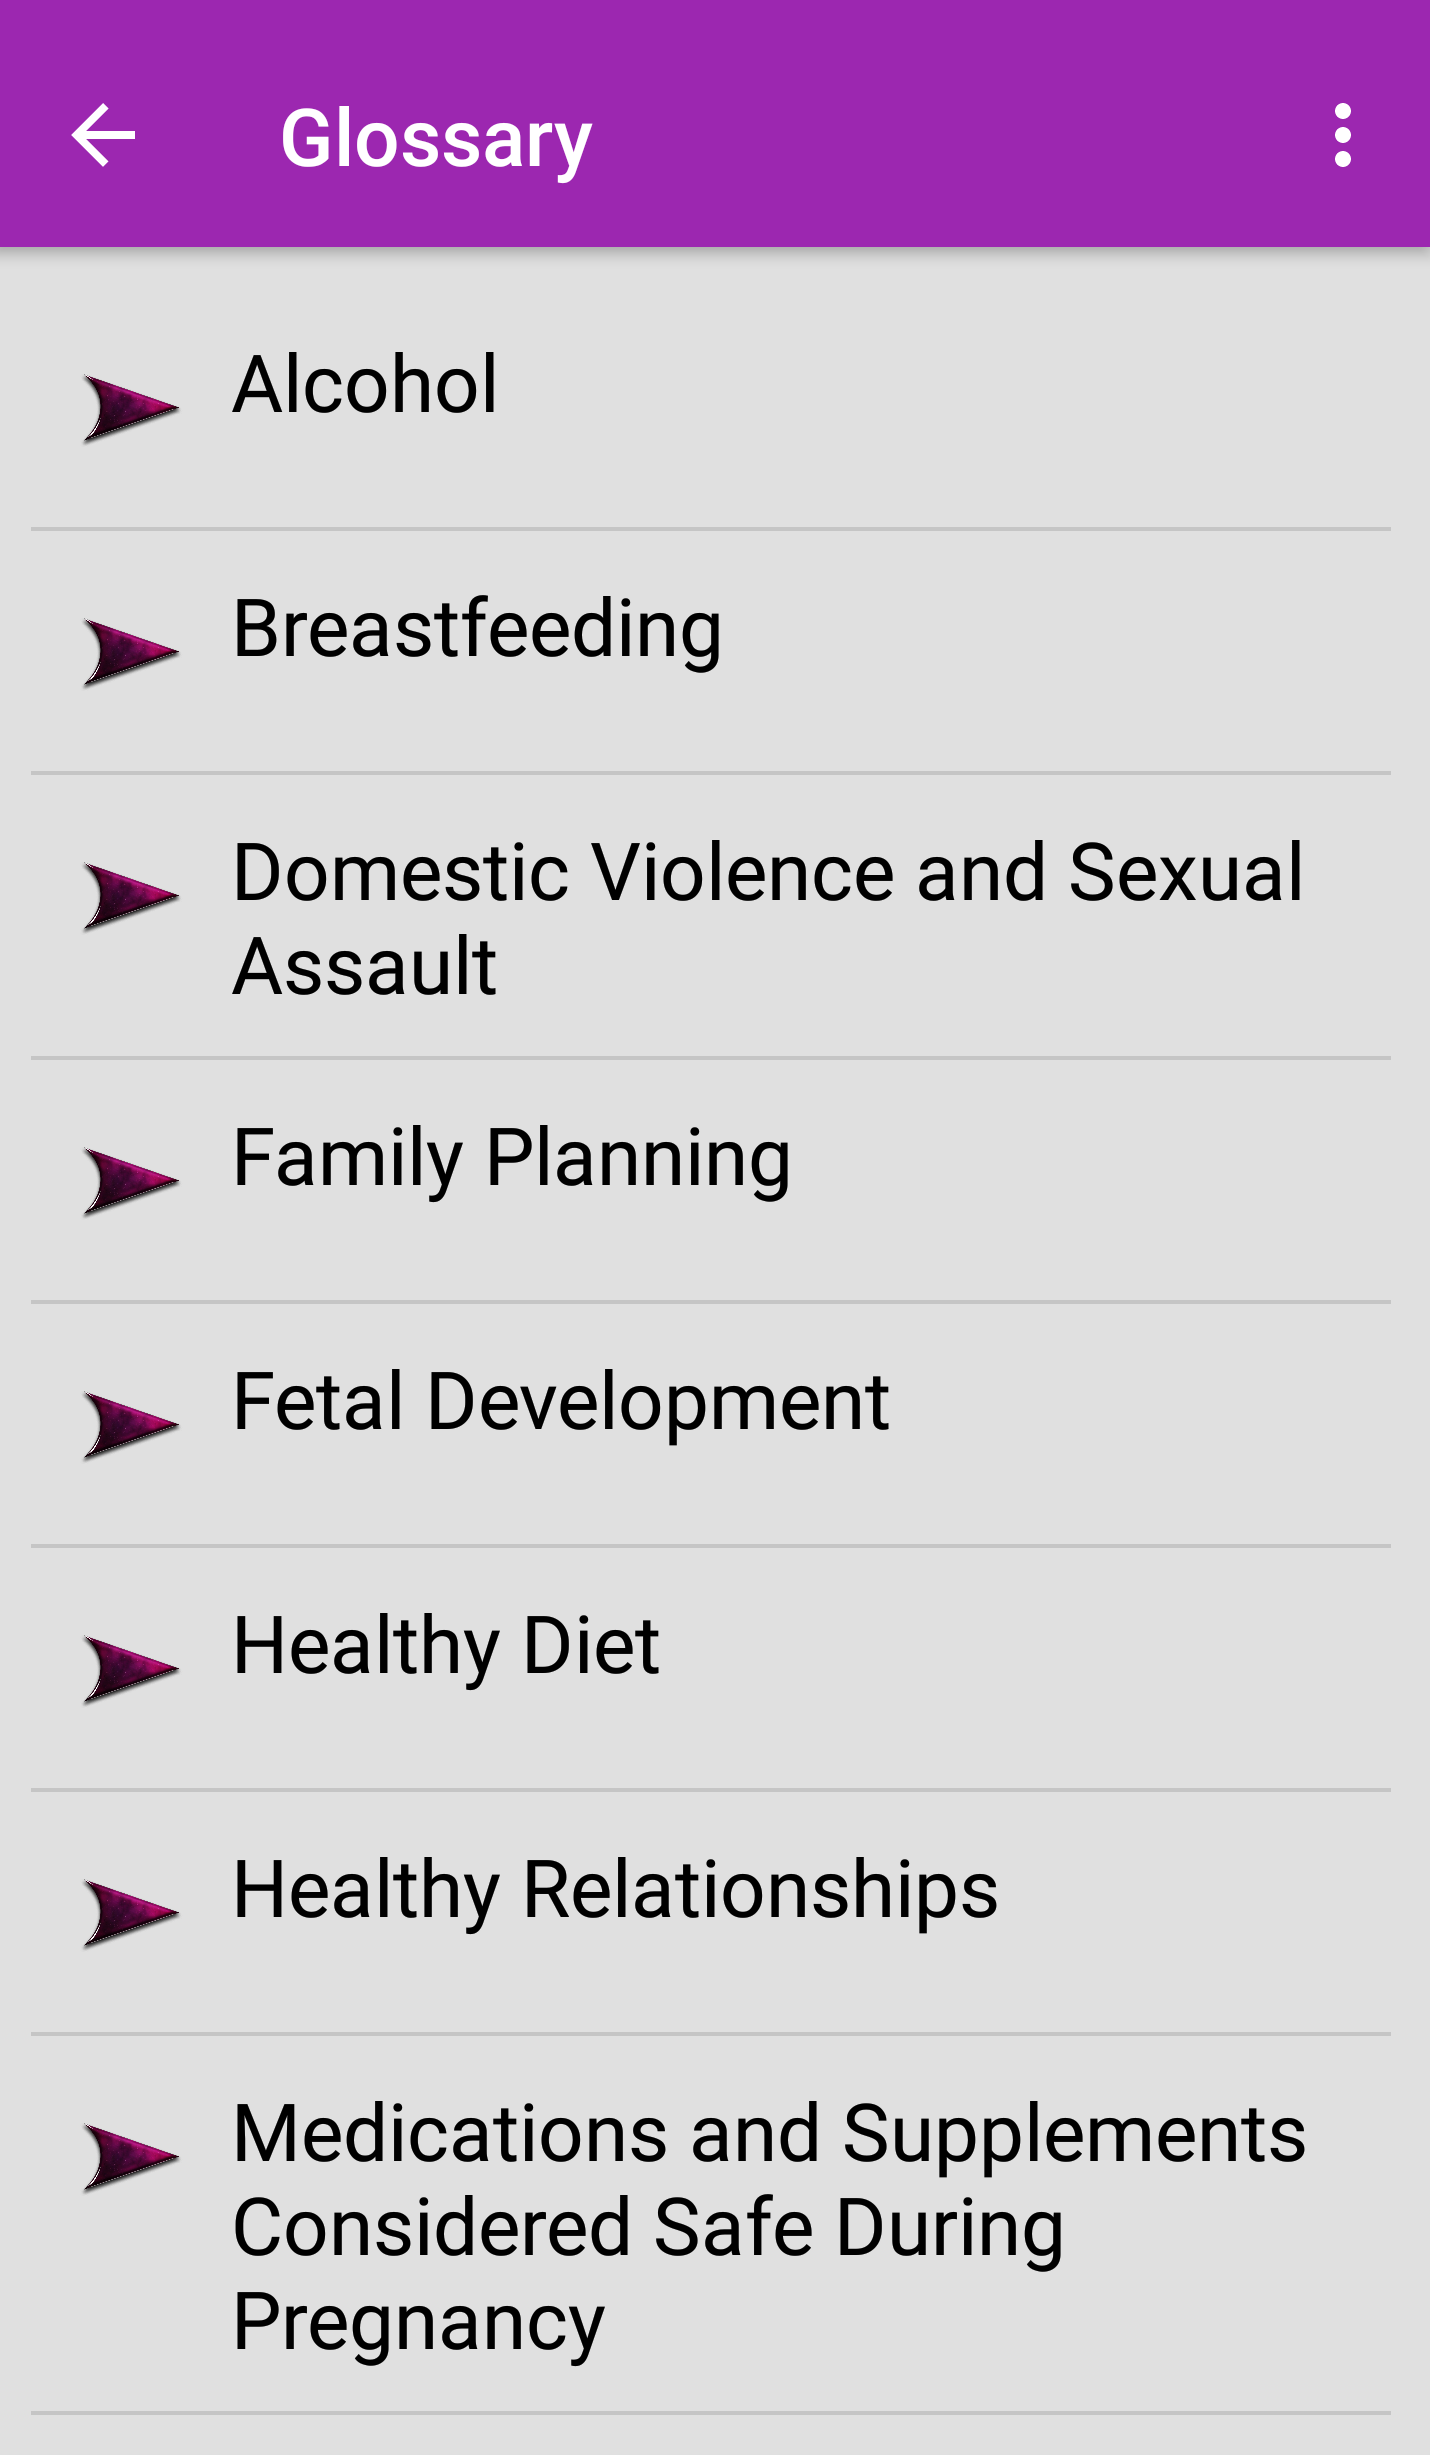 Glossary
Alcohol
Breastfeeding
Domestic Violence and Sexual
Assault
Family Planning
Fetal Development
Healthy Diet
Healthy Relationships
Medications and Supplements
Considered Safe During
Pregnancy